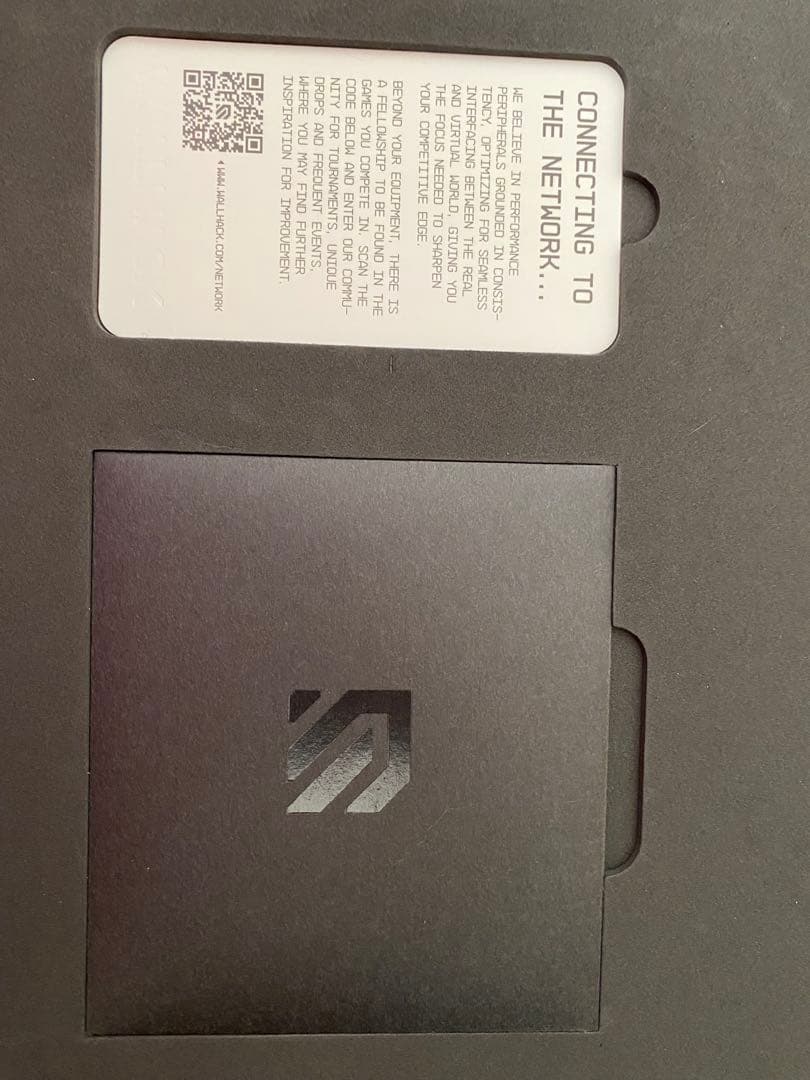 CONNECTING TO
THE NETWORK...
WE BELIEVE IN PERFORMANCE
PERIPHERALS GROUNDED IN CONSIS-
TENCY, OPTIMIZING FOR SEAMLESS
INTERFACING BETWEEN THE REAL
AND VIRTUAL WORLD, GIVING YOU
THE FOCUS NEEDED TO SHARPEN
YOUR COMPETITIVE EDGE.
BEYOND YOUR EQUIPMENT, THERE IS
A FELLOWSHIP TO BE FOUND IN THE
GAMES YOU COMPETE IN. SCAN THE
CODE BELOW AND ENTER OUR COMMU-
NITY FOR TOURNAMENTS, UNIQUE
DROPS AND FREQUENT EVENTS,
WHERE YOU MAY FIND FURTHER
INSPIRATION FOR IMPROVEMENT.
WWW.WALLHACK.COM/NETWORK